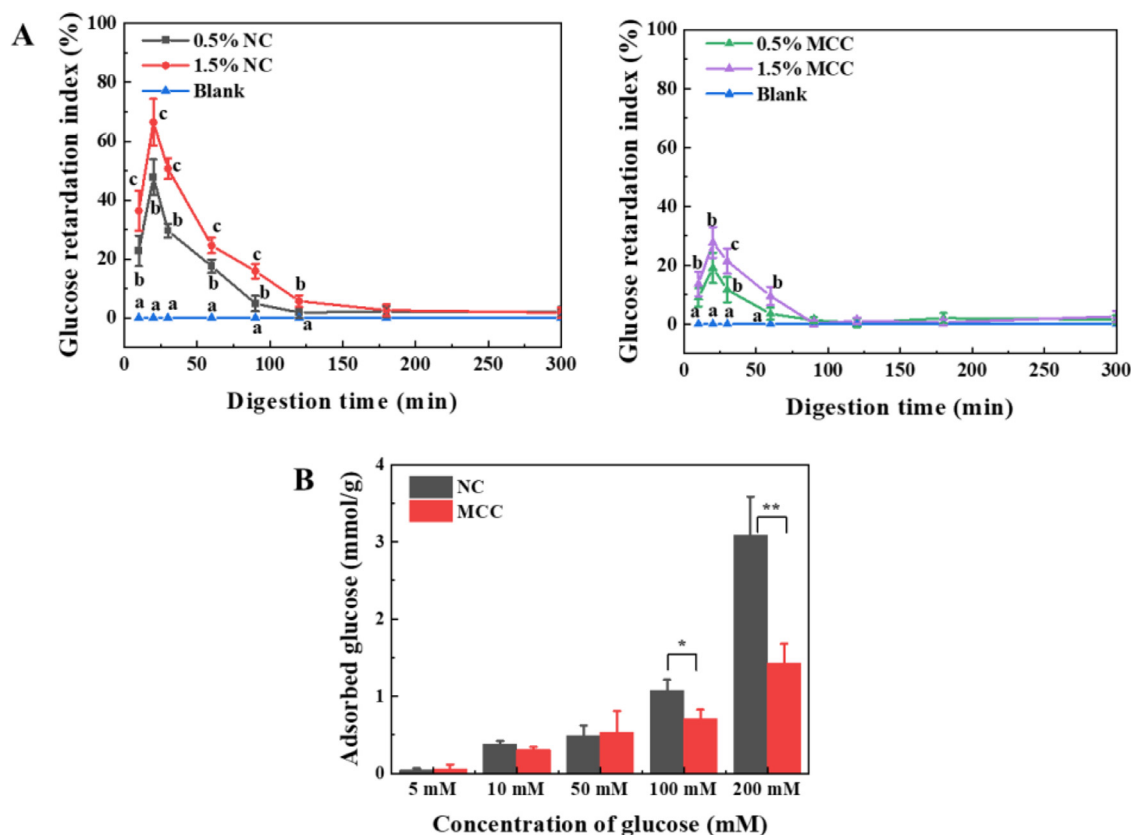 A
Glucose retardation index (%)
100
80
60
40
20
0
0.5% NC
1.5% NC
Blank
c
c
c
c
c
b
b
b
b
b
b
a
a
a
a
a
a
0
50
100
150
200
250
300
Digestion time (min)
Glucose retardation index (%)
100
80
60
40
20
0
0.5% MCC
1.5% MCC
Blank
b
b
c
b
b
a
a
a
a
0
50
100
150
200
250
300
Digestion time (min)
B
Adsorbed glucose (mmol/g)
4
3
2
1
0
NC
MCC
*
**
5 mM
10 mM
50 mM
100 mM
200 mM
Concentration of glucose (mM)